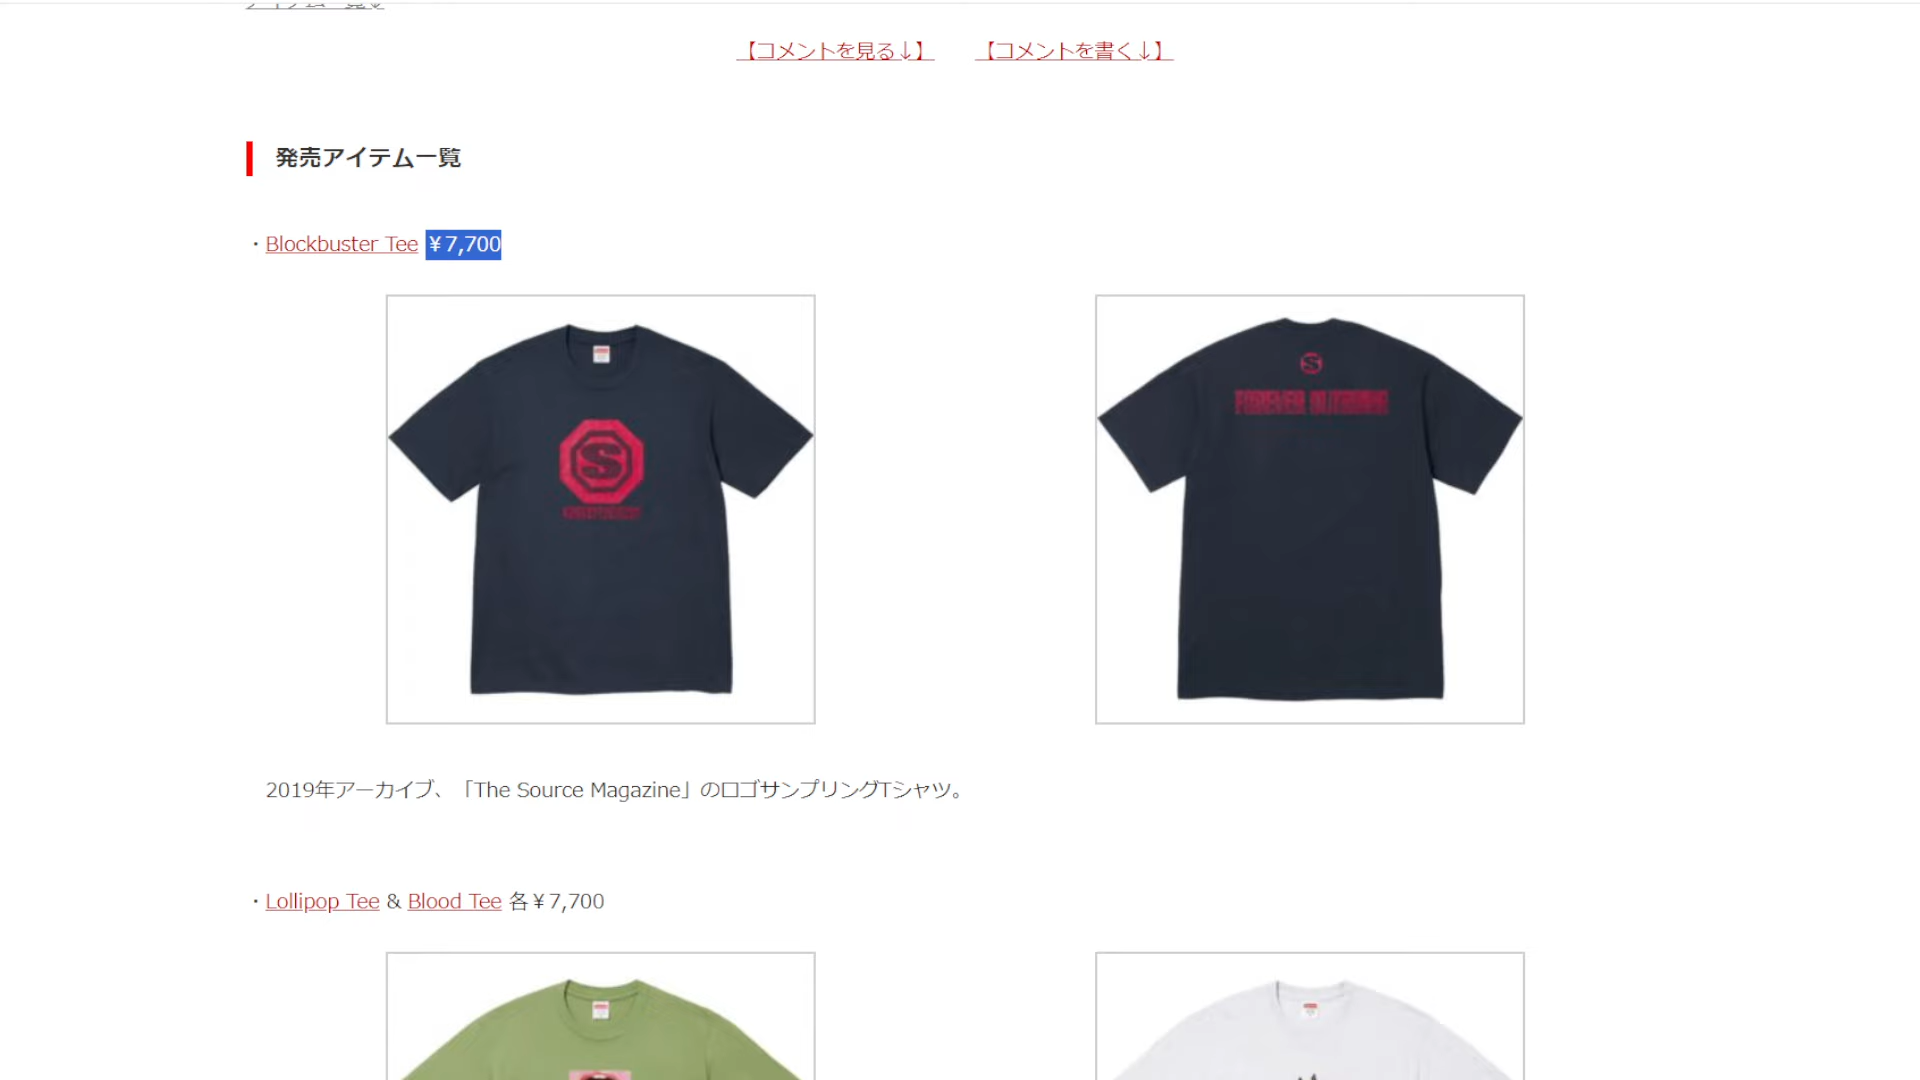 【コメントを見る↓】 【コメントを書く↓】
発売アイテム一覧
・Blockbuster Tee ¥7,700
S
S
2019年アーカイブ、「The Source Magazine」のロゴサンプリングTシャツ。
・Lollipop Tee & Blood Tee 各¥7,700